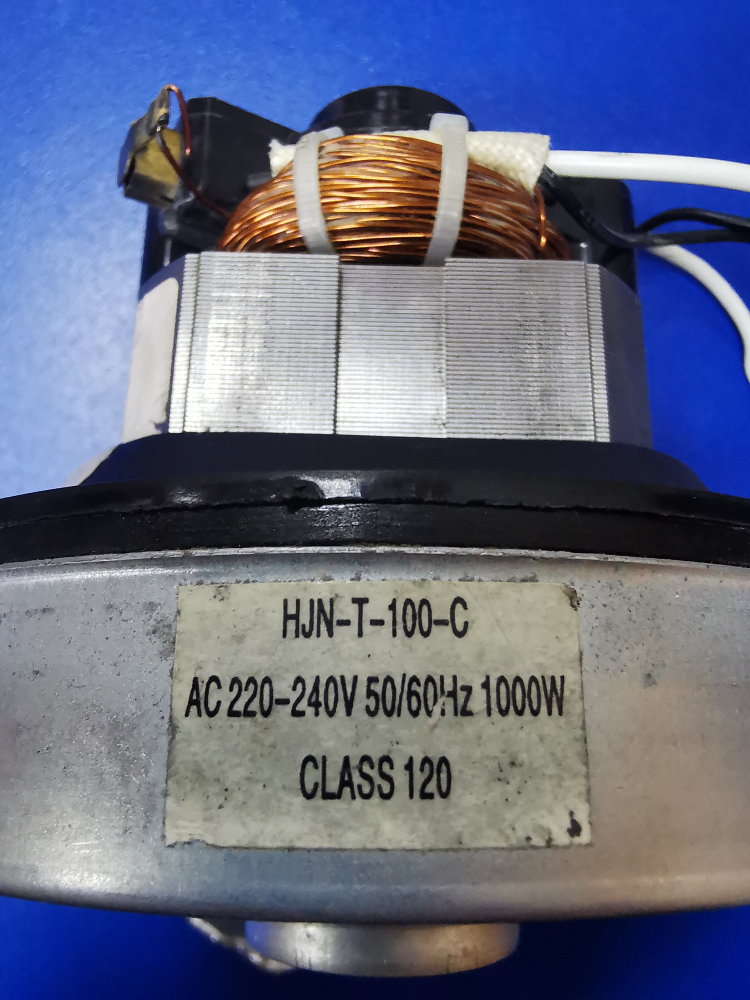 HJN-T-100-C
AC 220-240V 50/60Hz 1000W
CLASS 120